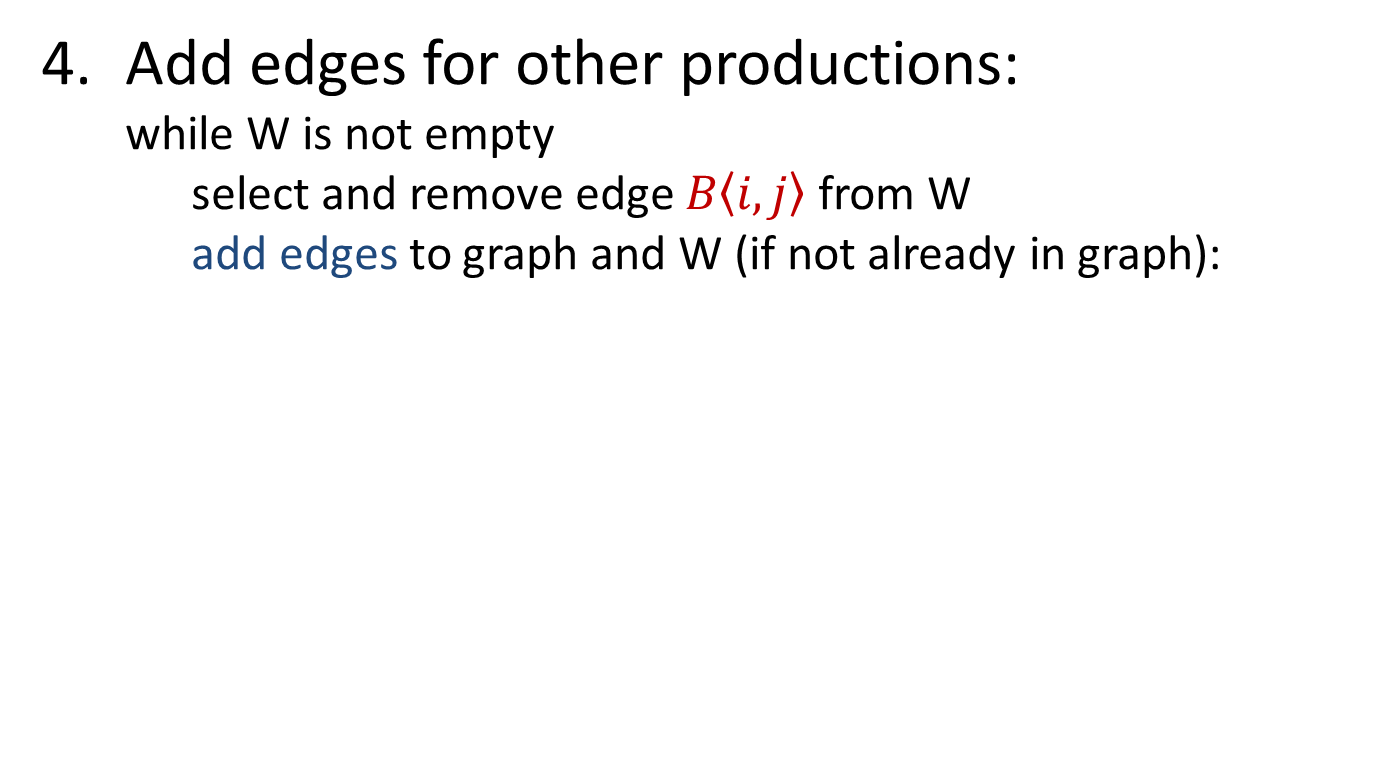 4. Add edges for other productions:
while W is not empty
select and remove edge B⟨i, j⟩ from W
add edges to graph and W (if not already in graph):